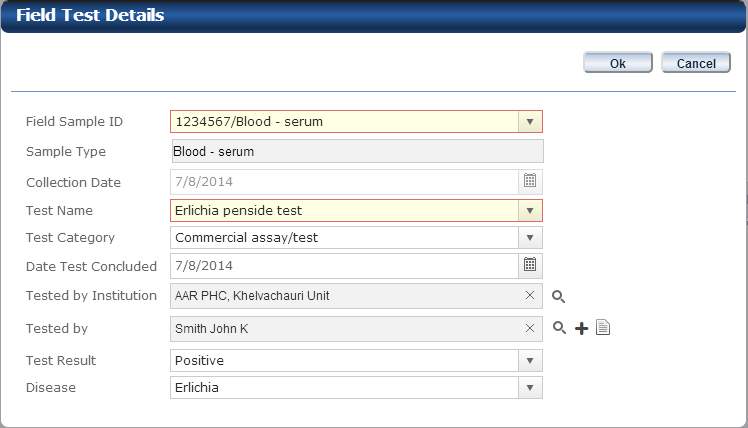 Field Test Details
Ok Cancel
Field Sample ID 1234567/Blood - serum
Sample Type Blood - serum
Collection Date 7/8/2014
Test Name Erlichia penside test
Test Category Commercial assay/test
Date Test Concluded 7/8/2014
Tested by Institution AAR PHC, Khelvachauri Unit
Tested by Smith John K
Test Result Positive
Disease Erlichia